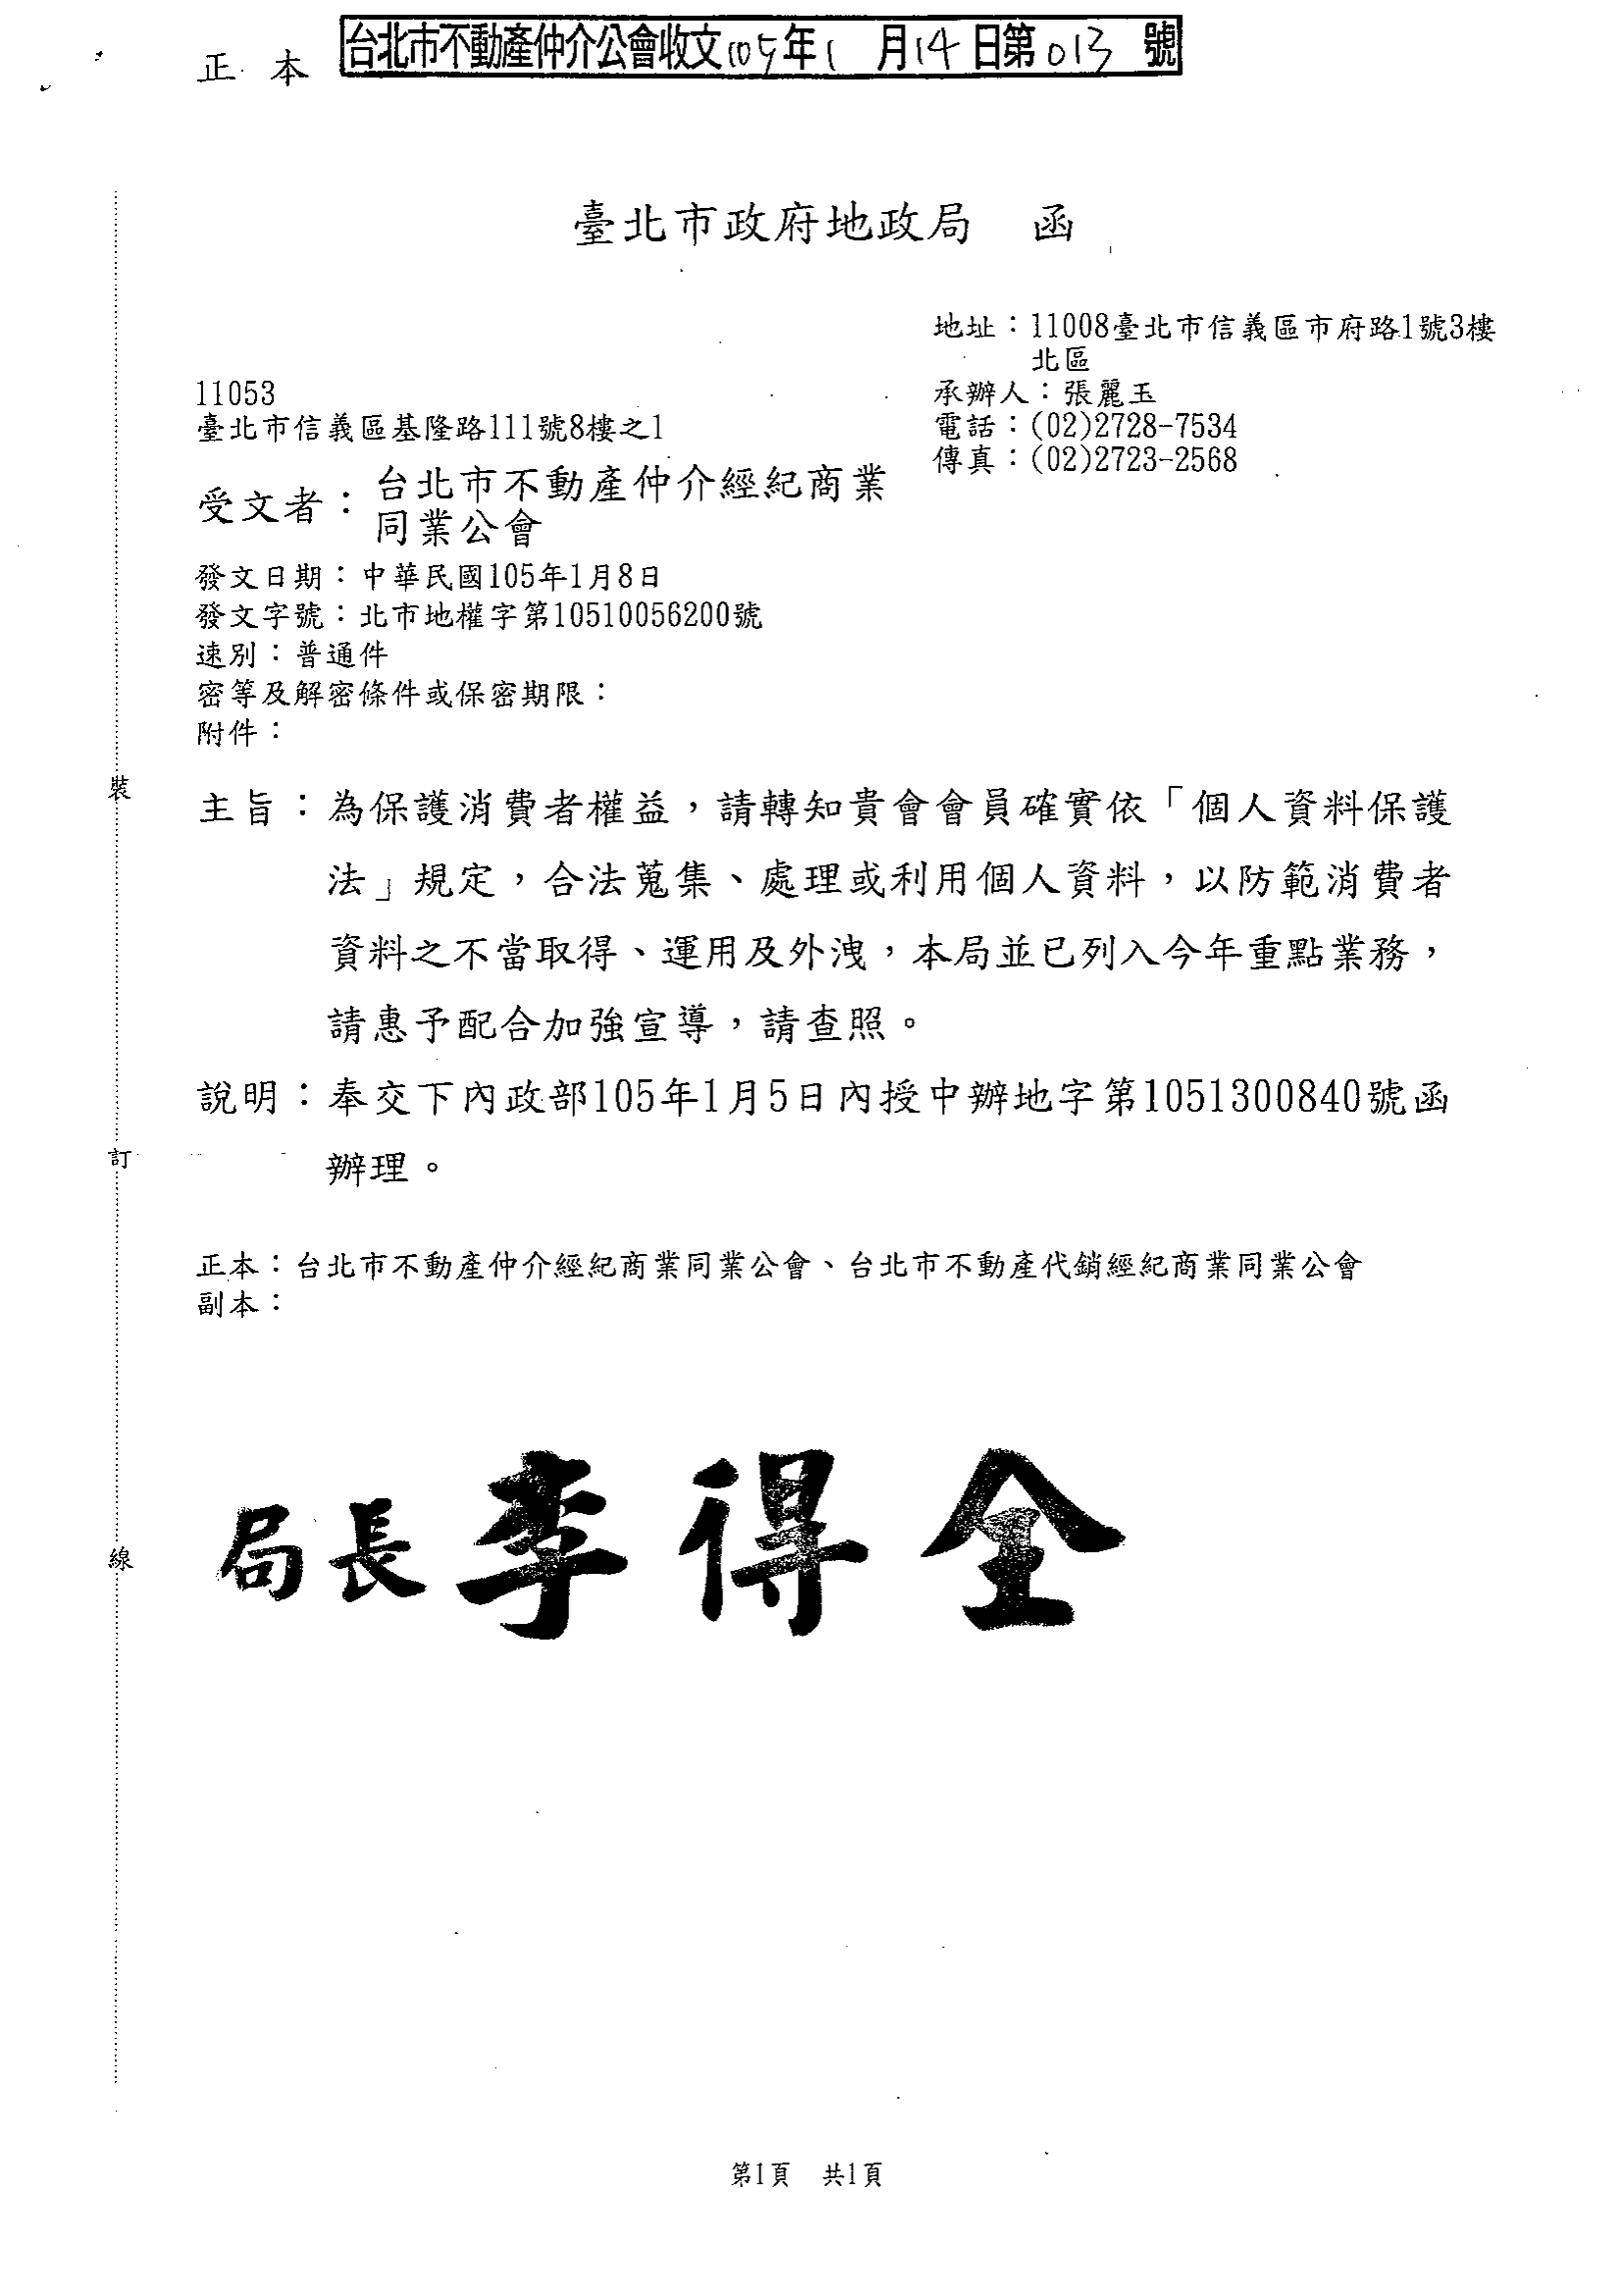 正本
台北市不動產仲介公會收文109年1月14日第013號
臺北市政府地政局 函
地址：11008臺北市信義區市府路1號3樓
北區
承辦人：張麗玉
電話：(02)2728-7534
傳真：(02)2723-2568
11053
臺北市信義區基隆路111號8樓之1
受文者：台北市不動產仲介經紀商業
同業公會
發文日期：中華民國105年1月8日
發文字號：北市地權字第10510056200號
速別：普通件
密等及解密條件或保密期限：
附件：
主旨：為保護消費者權益，請轉知貴會會員確實依「個人資料保護
法」規定，合法蒐集、處理或利用個人資料，以防範消費者
資料之不當取得、運用及外洩，本局並已列入今年重點業務，
請惠予配合加強宣導，請查照。
說明：奉交下內政部105年1月5日內授中辦地字第1051300840號函
辦理。
正本：台北市不動產仲介經紀商業同業公會、台北市不動產代銷經紀商業同業公會
副本：
局長李得全
裝
訂
線
第1頁 共1頁